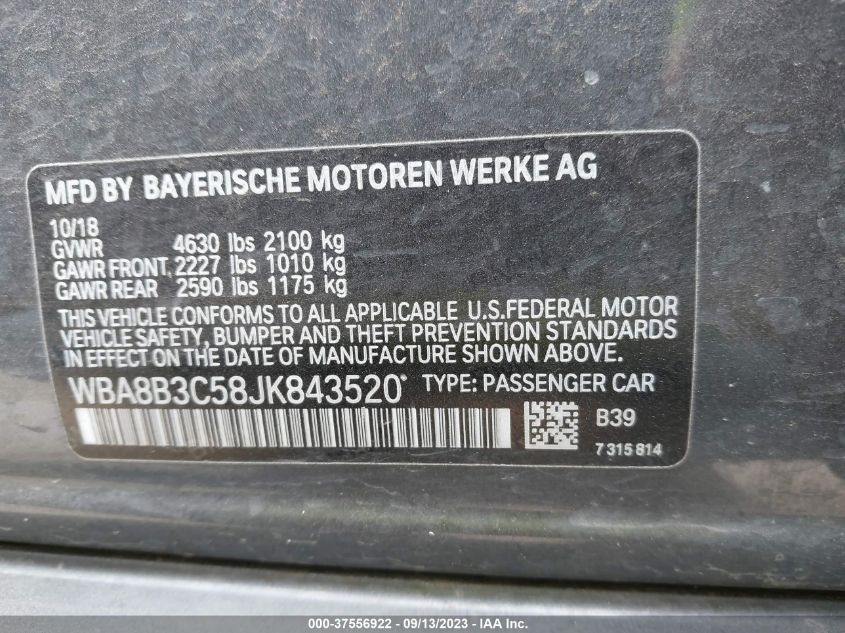 MFD BY BAYERISCHE MOTOREN WERKE AG
10/18
GVWR 4630 lbs 2100 kg
GAWR FRONT 2227 lbs 1010 kg
GAWR REAR 2590 lbs 1175 kg
THIS VEHICLE CONFORMS TO ALL APPLICABLE U.S.FEDERAL MOTOR
VEHICLE SAFETY, BUMPER AND THEFT PREVENTION STANDARDS
IN EFFECT ON THE DATE OF MANUFACTURE SHOWN ABOVE.
WBA8B3C58JK843520* TYPE: PASSENGER CAR
B39
7 315 814
000-37556922 - 09/13/2023 - IAA Inc.